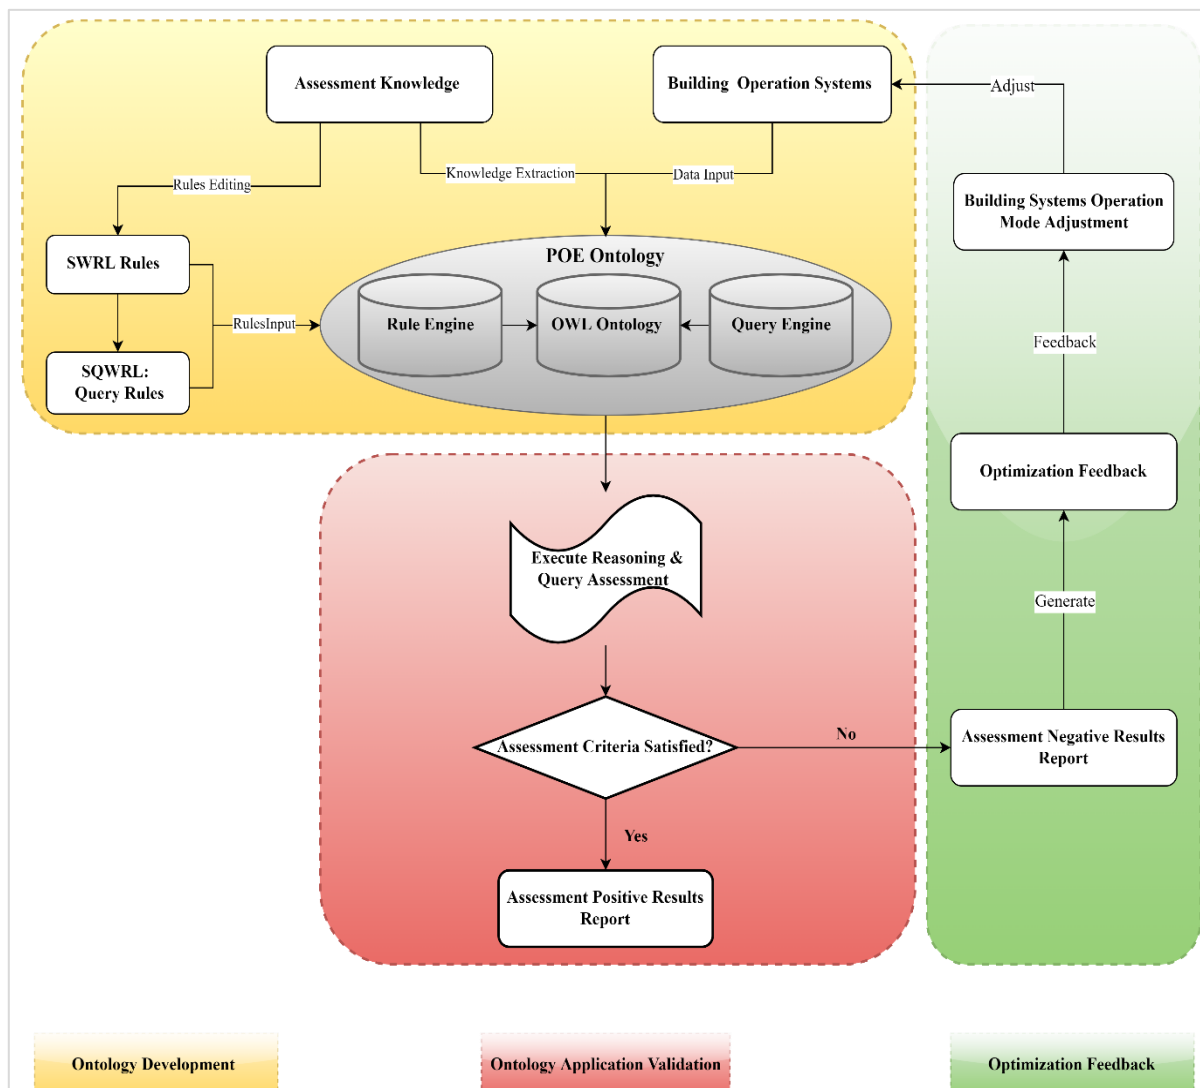 Assessment Knowledge
Building Operation Systems
Adjust
Knowledge Extraction
Data Input
Rules Editing
Building Systems Operation
Mode Adjustment
SWRL Rules
POE Ontology
Rule Engine
OWL Ontology
Query Engine
RulesInput
SQWRL:
Query Rules
Feedback
Optimization Feedback
Execute Reasoning &
Query Assessment
Generate
Assessment Criteria Satisfied?
No
Assessment Negative Results
Report
Yes
Assessment Positive Results
Report
Ontology Development
Ontology Application Validation
Optimization Feedback